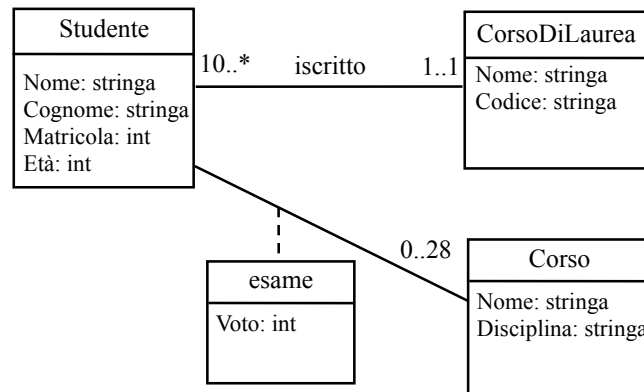 Studente
Nome: stringa
Cognome: stringa
Matricola: int
Età: int
10..*
iscritto
1..1
CorsoDiLaurea
Nome: stringa
Codice: stringa
esame
Voto: int
0..28
Corso
Nome: stringa
Disciplina: stringa